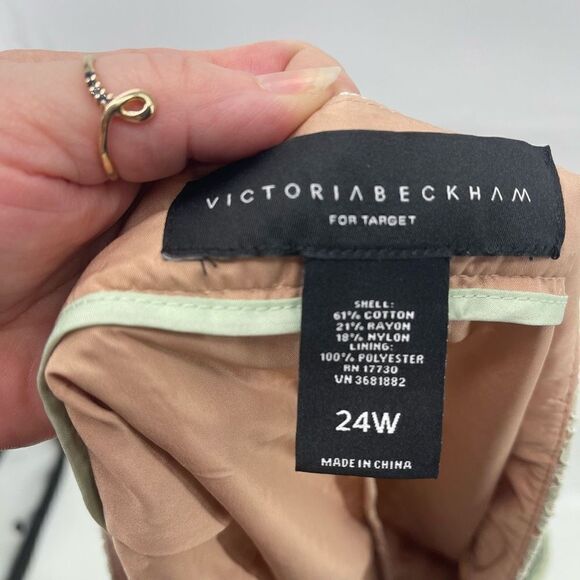 VICTORIABECKHAM
FOR TARGET
SHELL:
61% COTTON
21% RAYON
18% NYLON
LINING:
100% POLYESTER
RN 17730
VN 3681882
24W
MADE IN CHINA